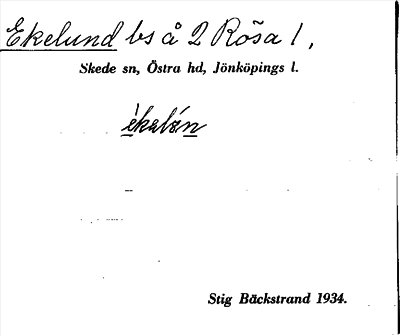 Ekelund bs å 2 Rösa 1,
Skede sn, Östra hd, Jönköpings l.
Stig Bäckstrand 1934.